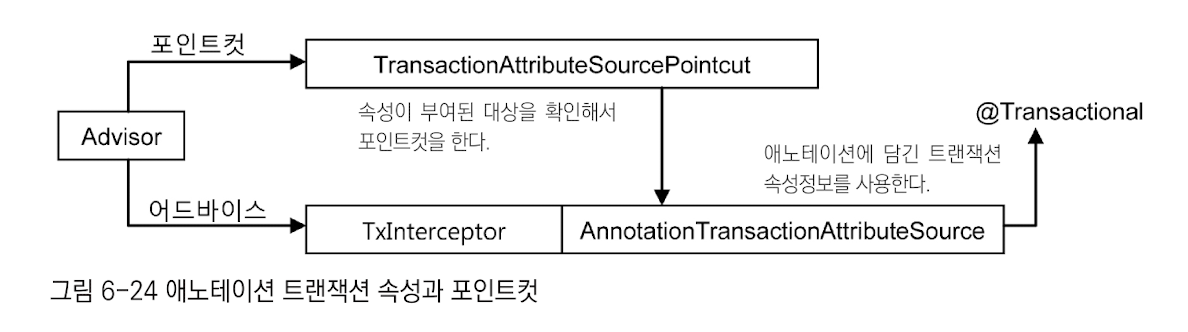 포인트컷
TransactionAttributeSourcePointcut
속성이 부여된 대상을 확인해서
포인트컷을 한다.
@Transactional
Advisor
애노테이션에 담긴 트랜잭션
속성정보를 사용한다.
어드바이스
TxInterceptor
AnnotationTransactionAttributeSource
그림 6-24 애노테이션 트랜잭션 속성과 포인트컷